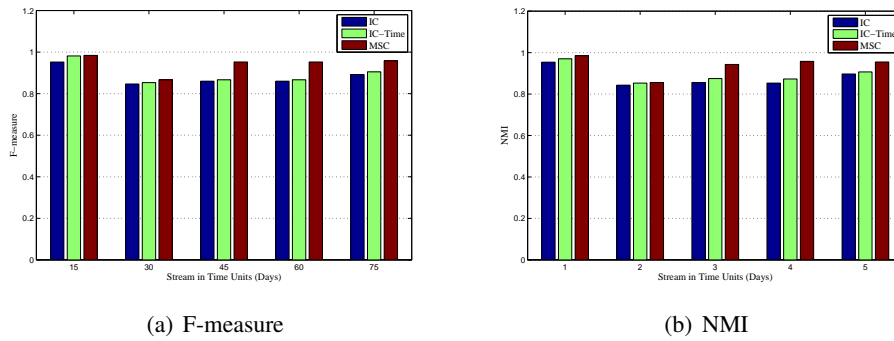 1.2
1
0.8
0.6
0.4
0.2
0
F-measure
15 30 45 60 75
Stream in Time Units (Days)
IC
IC-Time
MSC
(a) F-measure
1.2
1
0.8
0.6
0.4
0.2
0
NMI
1 2 3 4 5
Stream in Time Units (Days)
IC
IC-Time
MSC
(b) NMI